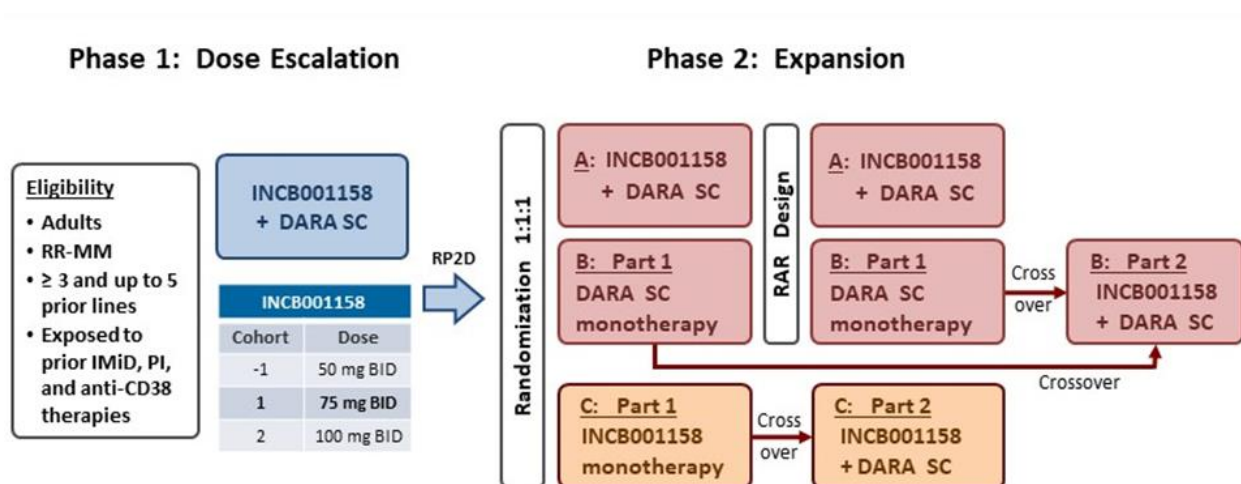 Phase 1: Dose Escalation
Phase 2: Expansion
Eligibility
• Adults
• RR-MM
• ≥ 3 and up to 5
prior lines
• Exposed to
prior IMiD, PI,
and anti-CD38
therapies
INCB001158
+ DARA SC
INCB001158
Cohort Dose
-1 50 mg BID
1 75 mg BID
2 100 mg BID
RP2D
Randomization 1:1:1
A: INCB001158
+ DARA SC
B: Part 1
DARA SC
monotherapy
C: Part 1
INCB001158
monotherapy
RAR Design
A: INCB001158
+ DARA SC
B: Part 1
DARA SC
monotherapy
Cross
over
B: Part 2
INCB001158
+ DARA SC
Crossover
Cross
over
C: Part 2
INCB001158
+ DARA SC